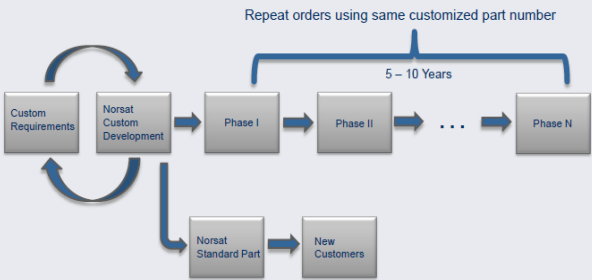 Repeat orders using same customized part number
5 – 10 Years
Custom
Requirements
Norsat
Custom
Development
Phase I
Phase II
...
Phase N
Norsat
Standard Part
New
Customers